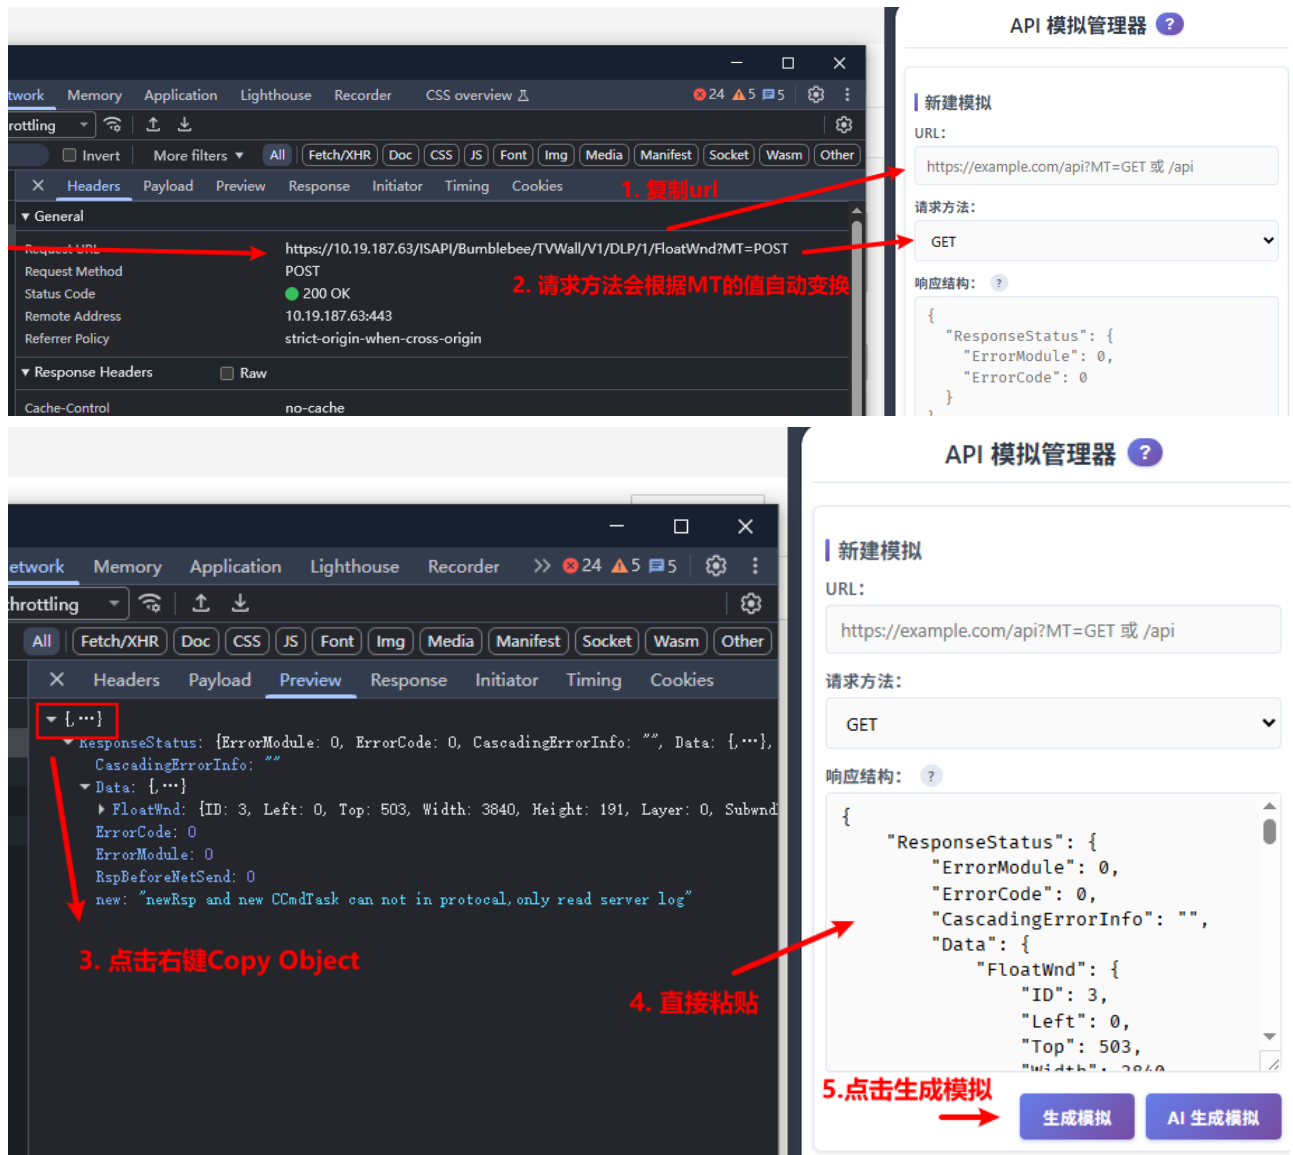 API 模拟管理器 ?
twork Memory Application Lighthouse Recorder CSS overview 24 5 5
rottling
Invert More filters All Fetch/XHR Doc CSS JS Font Img Media Manifest Socket Wasm Other
Headers Payload Preview Response Initiator Timing Cookies
General
Request URL https://10.19.187.63/ISAPI/Bumblebee/TVWall/V1/DLP/1/FloatWnd?MT=POST
Request Method POST
Status Code 200 OK
Remote Address 10.19.187.63:443
Referrer Policy strict-origin-when-cross-origin
Response Headers Raw
Cache-Control no-cache
1. 复制url
2. 请求方法会根据MT的值自动变换
新建模拟
URL:
https://example.com/api?MT=GET 或 /api
请求方法:
GET
响应结构: ?
{
"ResponseStatus": {
"ErrorModule": 0,
"ErrorCode": 0
}
}
API 模拟管理器 ?
etwork Memory Application Lighthouse Recorder 24 5 5
hrottling
All Fetch/XHR Doc CSS JS Font Img Media Manifest Socket Wasm Other
Headers Payload Preview Response Initiator Timing Cookies
{,…}
ResponseStatus: {ErrorModule: 0, ErrorCode: 0, CascadingErrorInfo: "", Data: {,…},
CascadingErrorInfo: ""
Data: {,…}
FloatWnd: {ID: 3, Left: 0, Top: 503, Width: 3840, Height: 191, Layer: 0, Subwnd
ErrorCode: 0
ErrorModule: 0
RspBeforeNetSend: 0
new: "newRsp and new CCmdTask can not in protocal,only read server log"
3. 点击右键Copy Object
4. 直接粘贴
新建模拟
URL:
https://example.com/api?MT=GET 或 /api
请求方法:
GET
响应结构: ?
{
"ResponseStatus": {
"ErrorModule": 0,
"ErrorCode": 0,
"CascadingErrorInfo": "",
"Data": {
"FloatWnd": {
"ID": 3,
"Left": 0,
"Top": 503,
"Width": 3840
5.点击生成模拟
生成模拟 AI 生成模拟